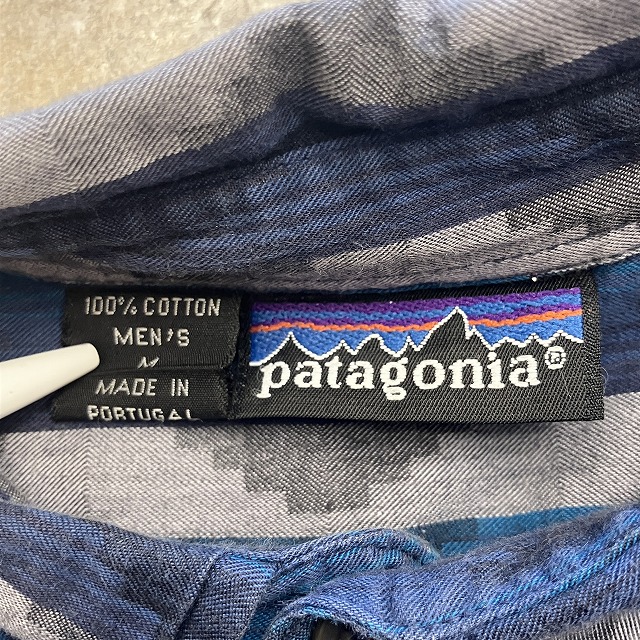 100% COTTON
MEN'S
M
MADE IN
PORTUGAL
patagonia®